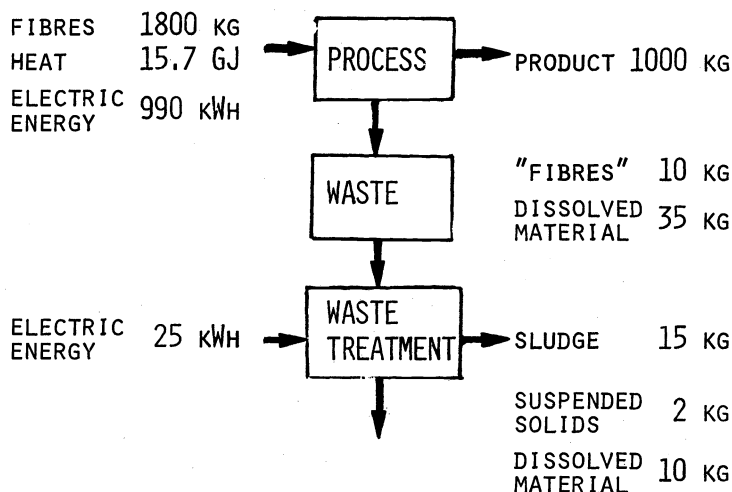 FIBRES 1800 KG
HEAT 15.7 GJ
ELECTRIC
ENERGY 990 KWH
PROCESS
PRODUCT 1000 KG
WASTE
"FIBRES" 10 KG
DISSOLVED
MATERIAL 35 KG
ELECTRIC
ENERGY 25 KWH
WASTE
TREATMENT
SLUDGE 15 KG
SUSPENDED
SOLIDS 2 KG
DISSOLVED
MATERIAL 10 KG